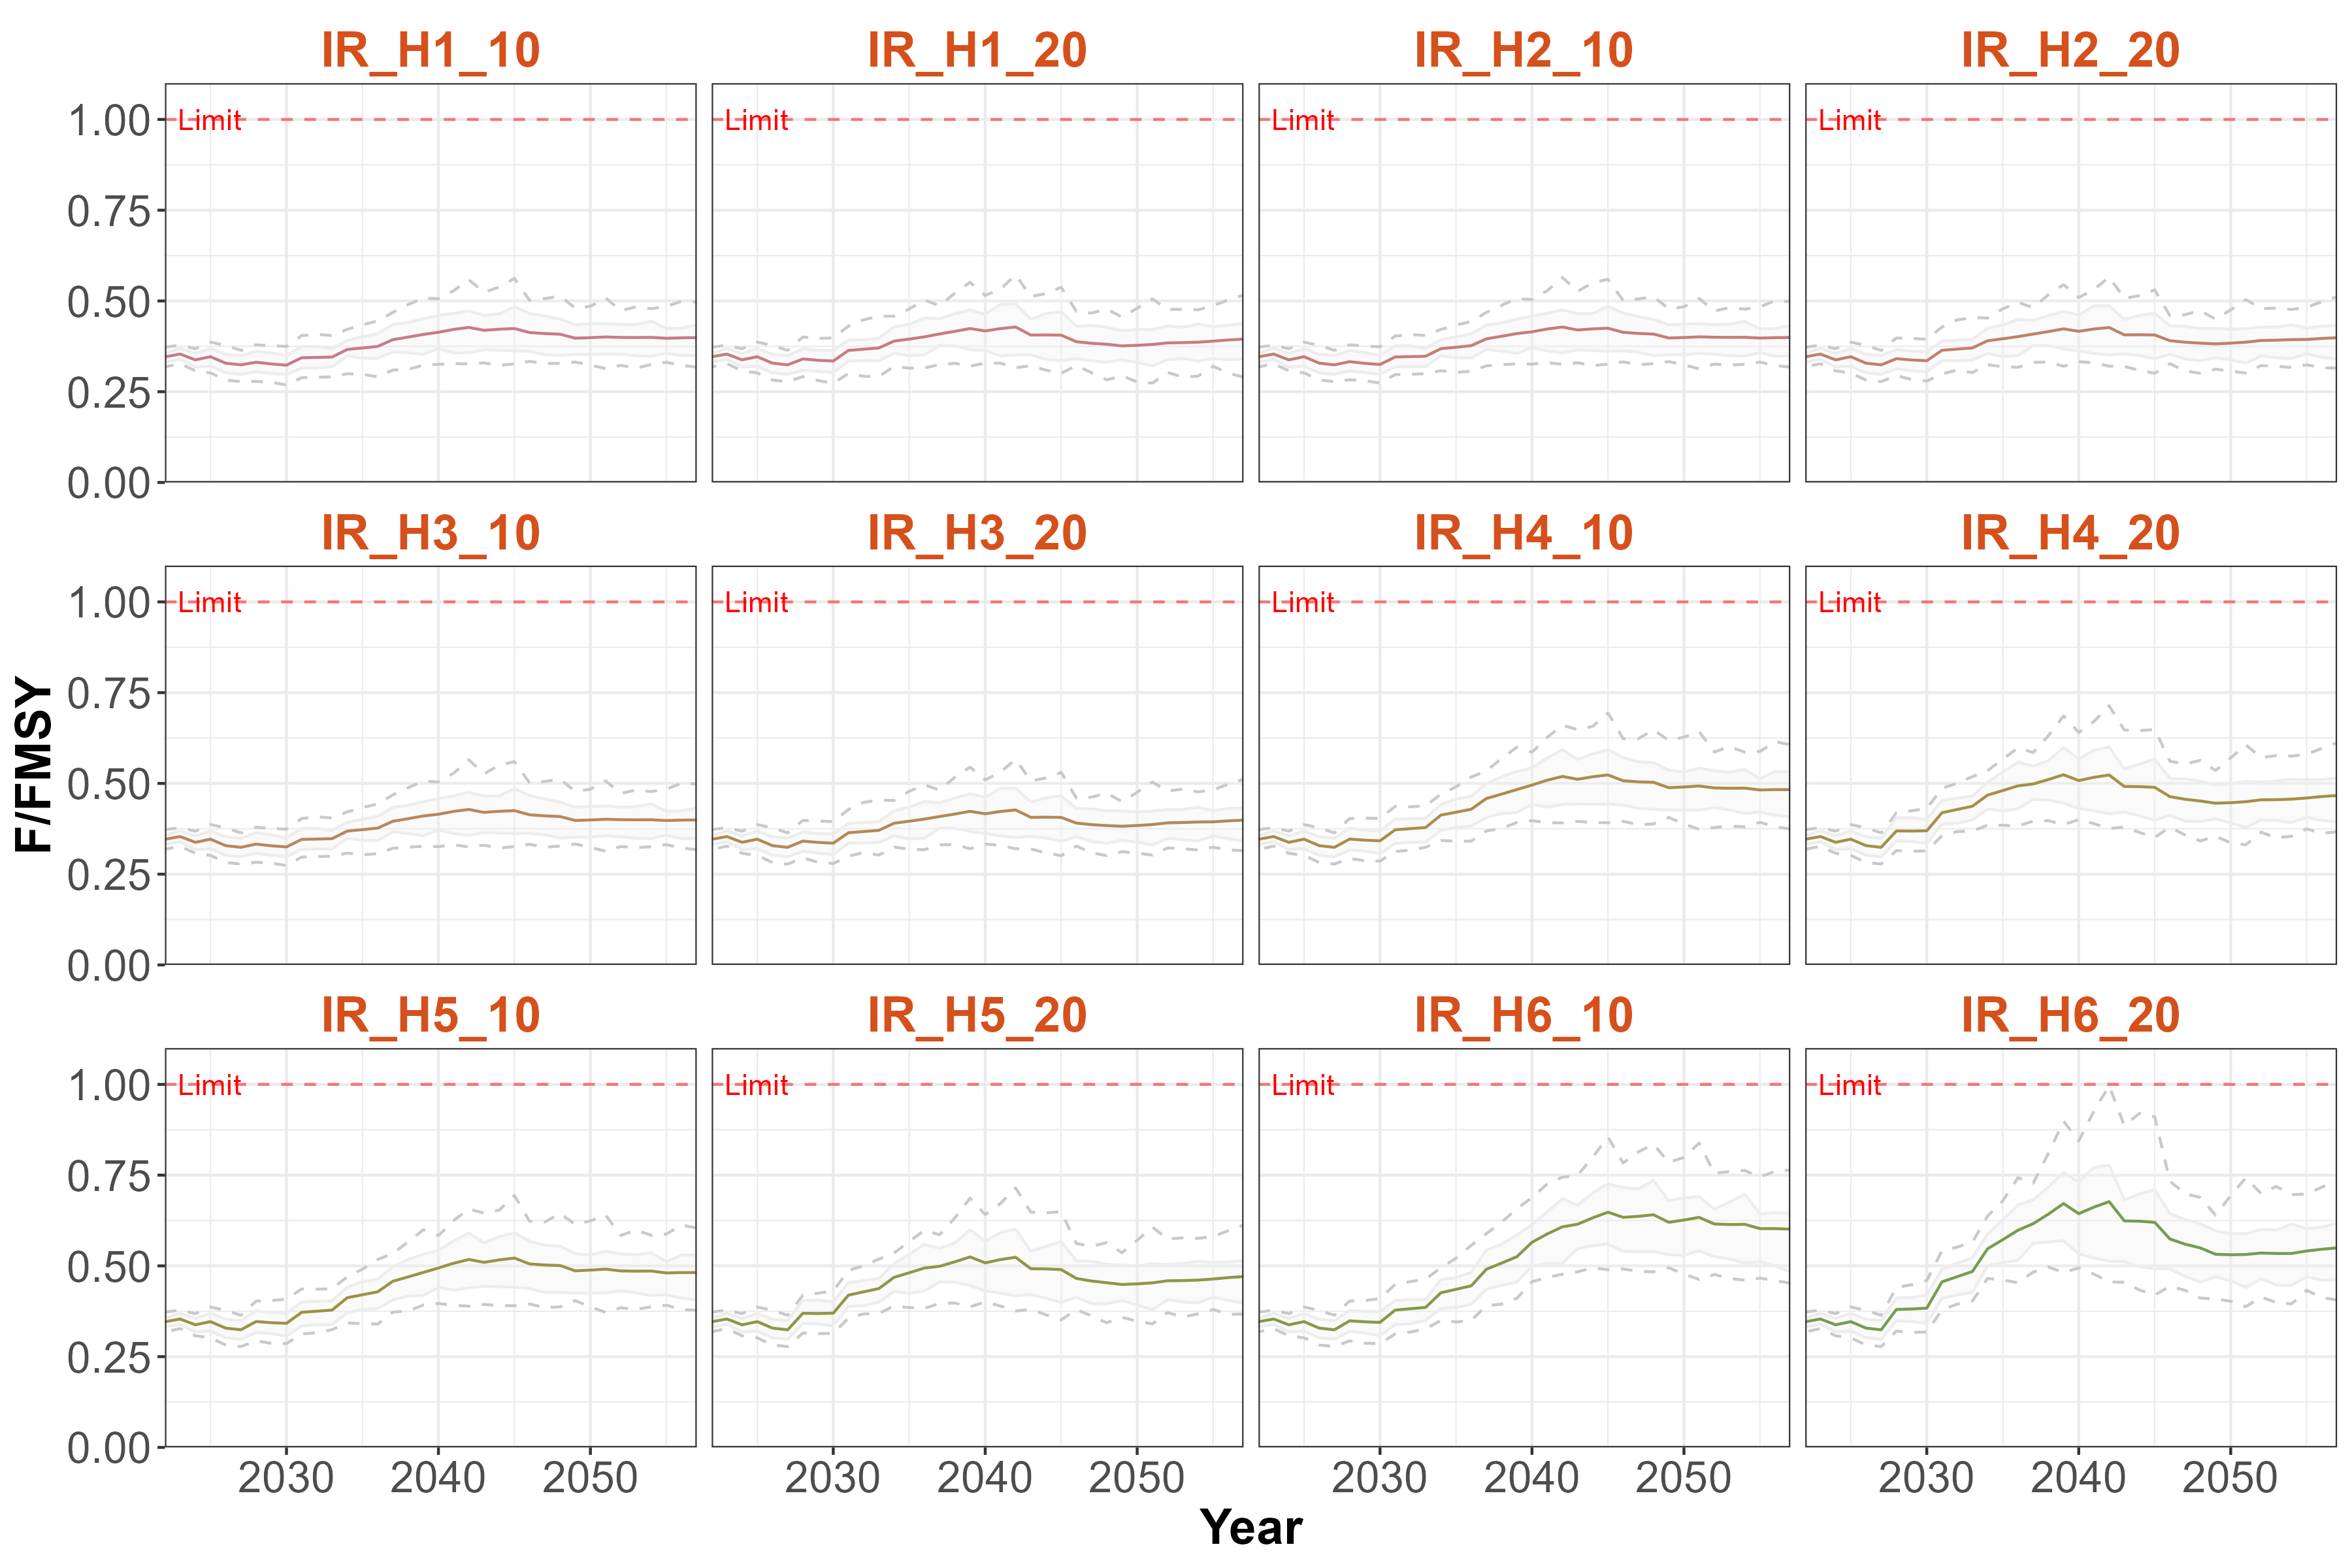 IR_H1_10 IR_H1_20 IR_H2_10 IR_H2_20
1.00 Limit Limit Limit Limit
0.75
0.50
0.25
0.00
IR_H3_10 IR_H3_20 IR_H4_10 IR_H4_20
1.00 Limit Limit Limit Limit
0.75
0.50
0.25
0.00
F/FMSY
IR_H5_10 IR_H5_20 IR_H6_10 IR_H6_20
1.00 Limit Limit Limit Limit
0.75
0.50
0.25
0.00
2030 2040 2050 2030 2040 2050 2030 2040 2050 2030 2040 2050
Year